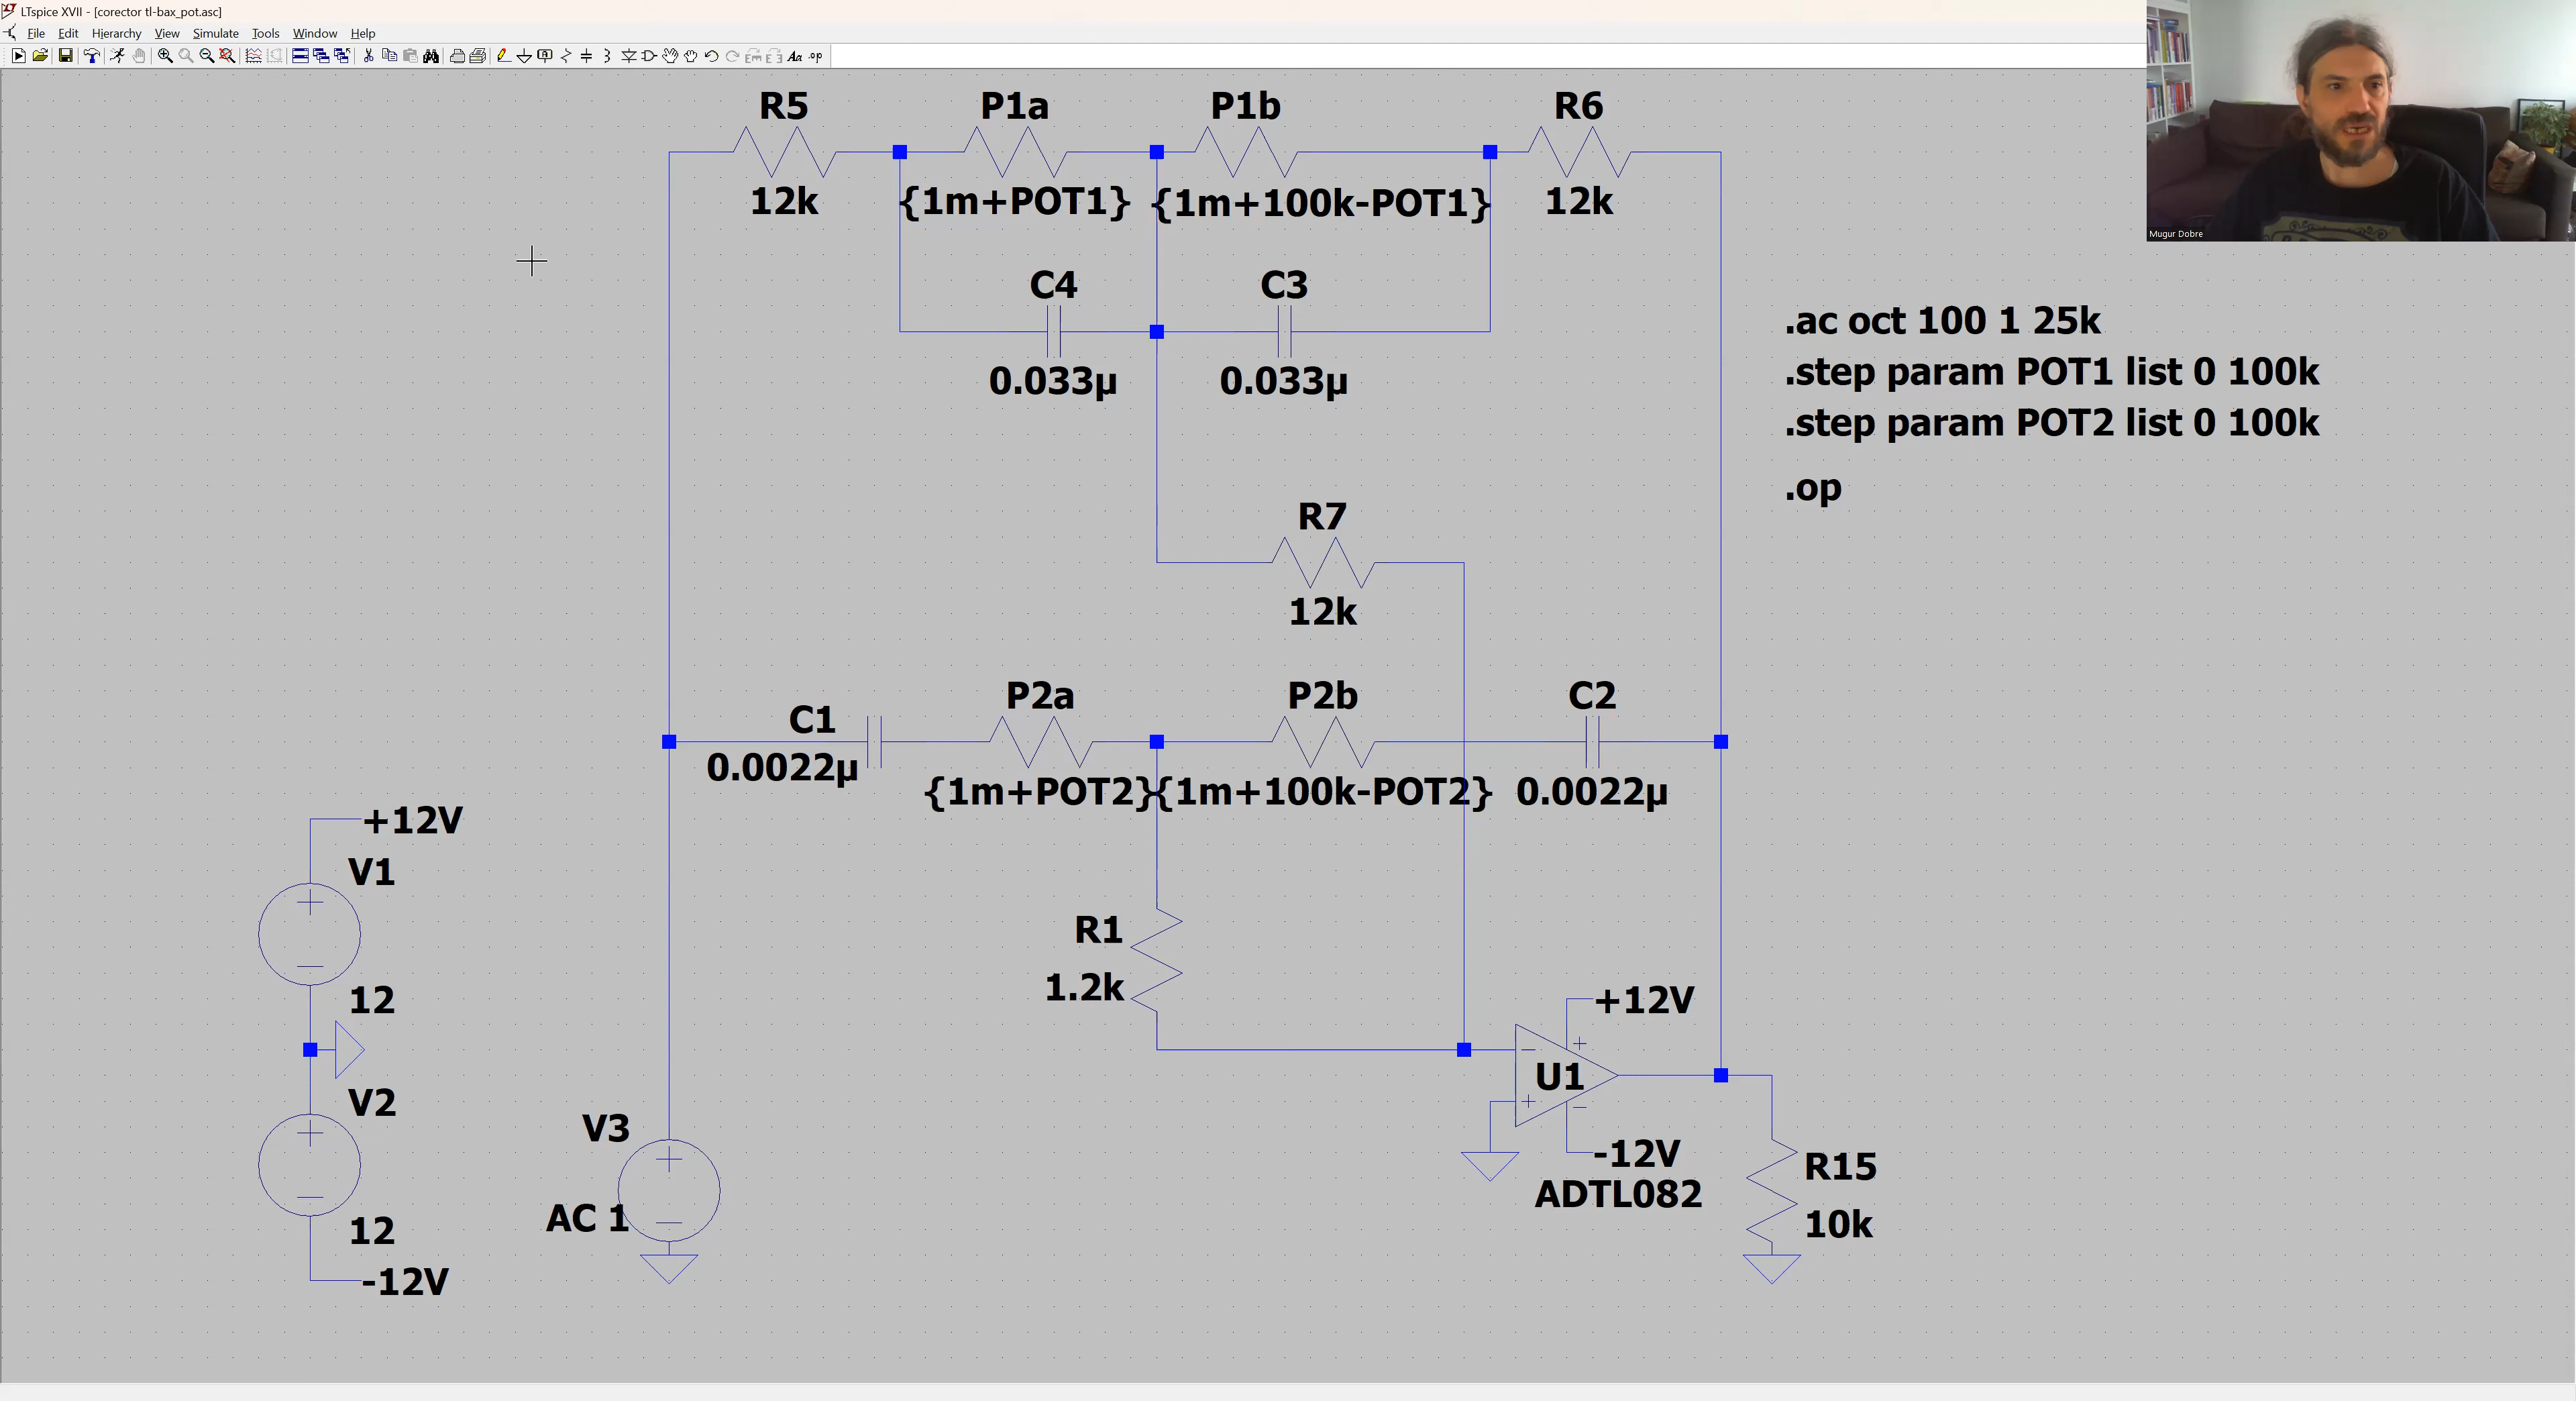 LTspice XVII - [corector tl-bax_pot.asc]
File Edit Hierarchy View Simulate Tools Window Help
Mugur Dobre
R5 P1a P1b R6
12k {1m+POT1} {1m+100k-POT1} 12k
C4 C3
0.033µ 0.033µ
.ac oct 100 1 25k
.step param POT1 list 0 100k
.step param POT2 list 0 100k
.op
R7
12k
C1 P2a P2b C2
0.0022µ {1m+POT2} {1m+100k-POT2} 0.0022µ
+12V
V1
12
V2
12
-12V
R1
1.2k
V3
AC 1
+12V
U1
-12V
ADTL082
R15
10k